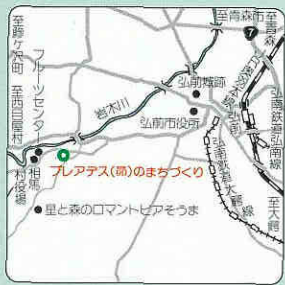 至青森市
至青森
7
至鰺ヶ沢町
至西目屋村
フルーツセンター
岩木川
弘前城跡
弘前市役所
弘前
弘南鉄道弘南線
弘南鉄道大鰐線
至大鰐
相馬村役場
プレアデス(昴)のまちづくり
星と森のロマントピアそうま